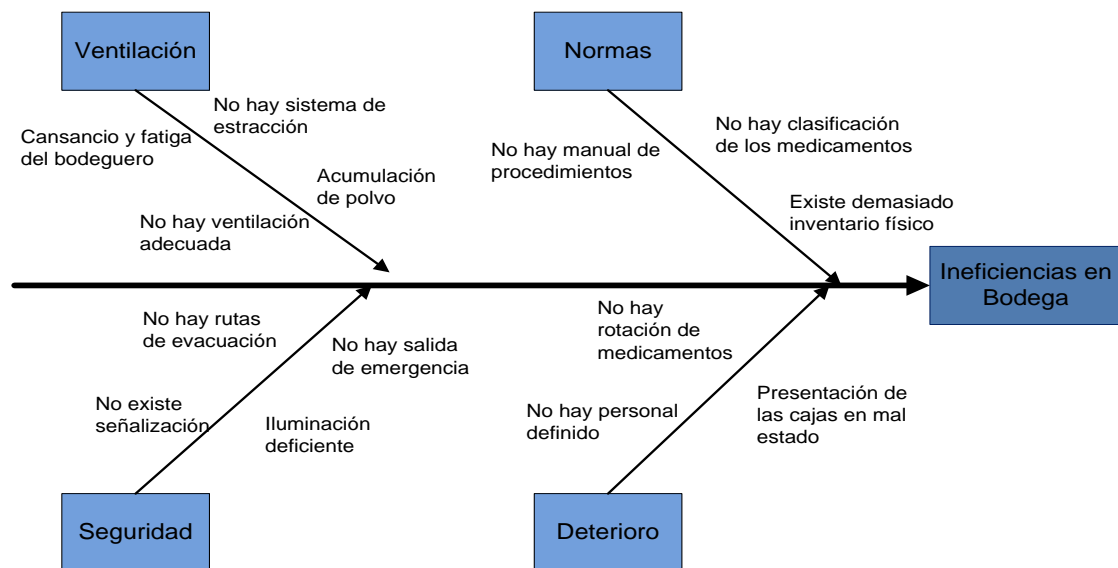 Ventilación
Normas
No hay sistema de
estracción
Cansancio y fatiga
del bodeguero
Acumulación
de polvo
No hay ventilación
adecuada
No hay clasificación
de los medicamentos
No hay manual de
procedimientos
Existe demasiado
inventario físico
Ineficiencias en
Bodega
No hay rutas
de evacuación
No hay salida
de emergencia
No existe
señalización
Iluminación
deficiente
No hay
rotación de
medicamentos
Presentación de
las cajas en mal
estado
No hay personal
definido
Seguridad
Deterioro